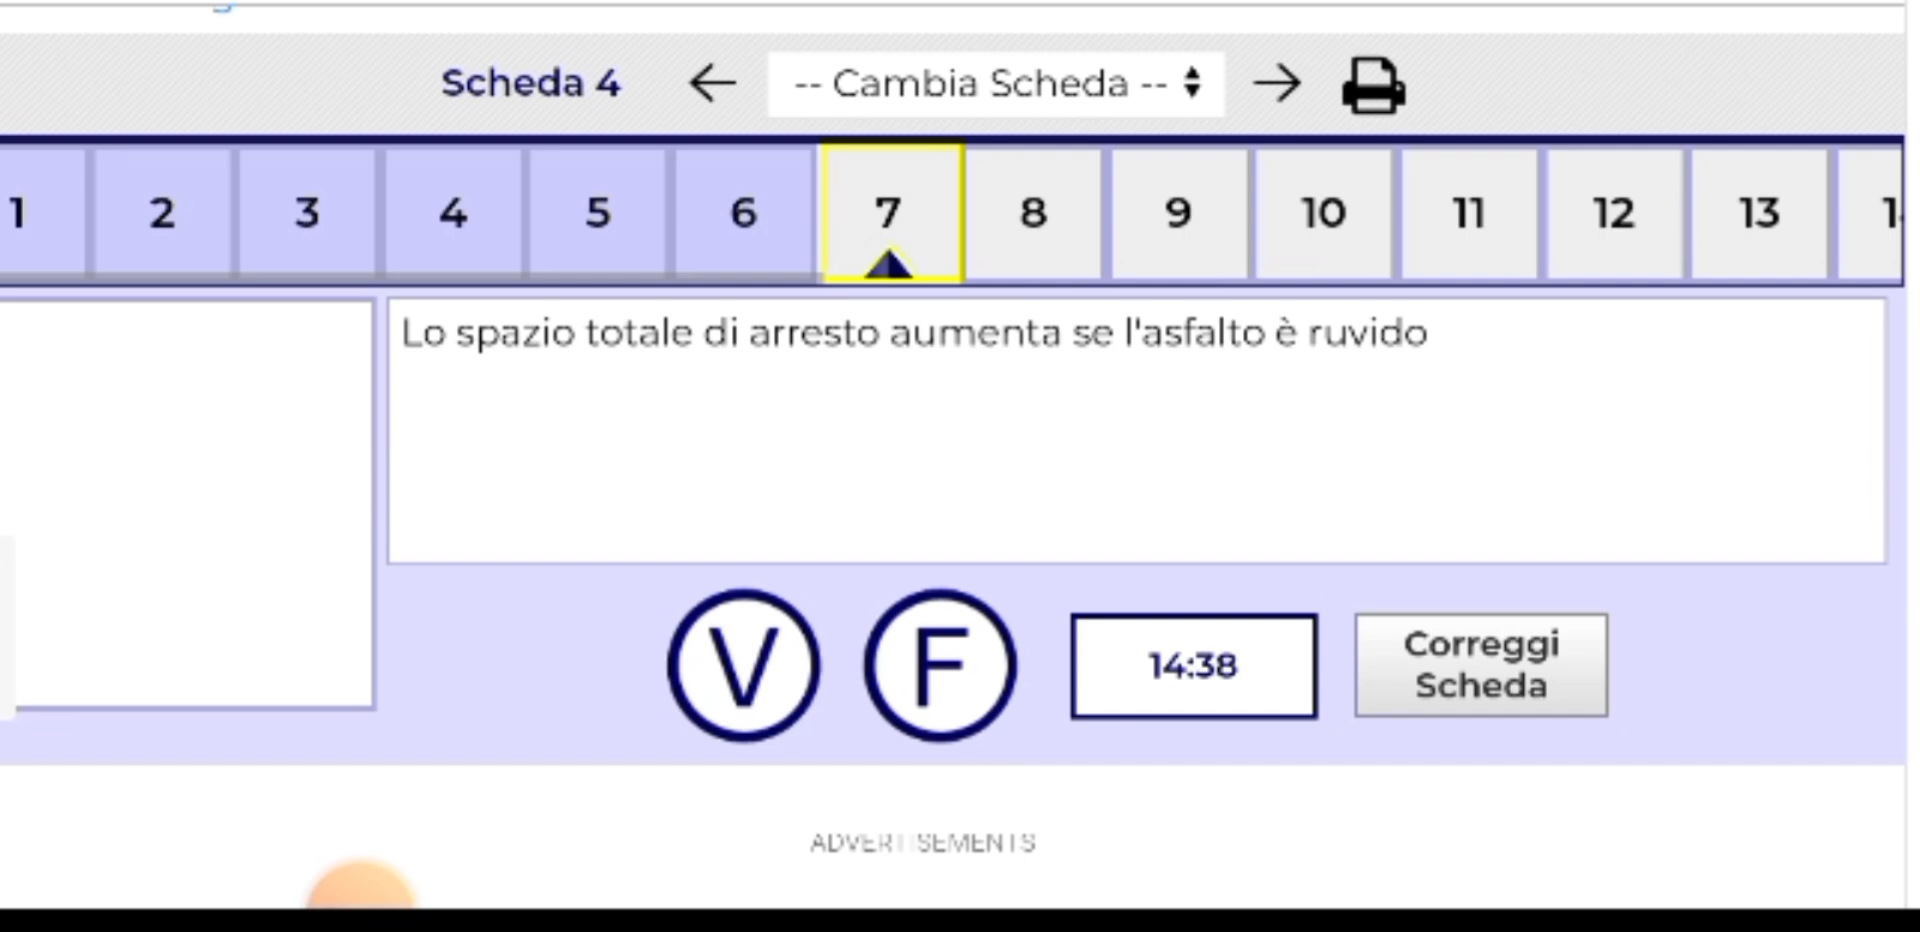 Scheda 4
-- Cambia Scheda --
1 2 3 4 5 6 7 8 9 10 11 12 13
Lo spazio totale di arresto aumenta se l'asfalto è ruvido
V F 14:38 Correggi
Scheda
ADVERTISEMENTS